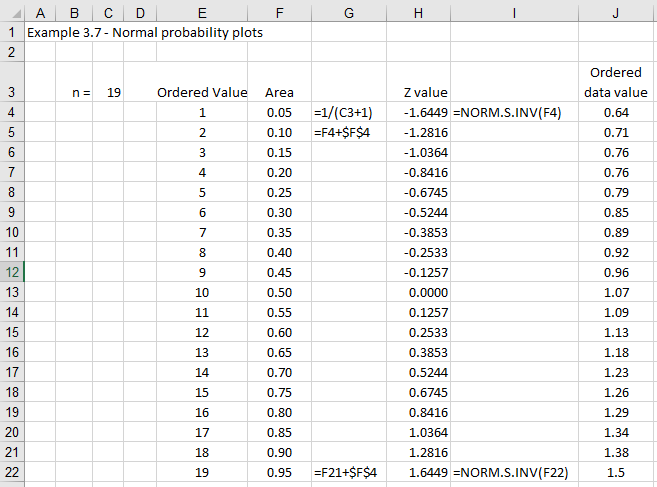 A B C D E F G H I J
1 Example 3.7 - Normal probability plots
2
3 n = 19 Ordered Value Area Z value Ordered data value
4 1 0.05 =1/(C3+1) -1.6449 =NORM.S.INV(F4) 0.64
5 2 0.10 =F4+$F$4 -1.2816 0.71
6 3 0.15 -1.0364 0.76
7 4 0.20 -0.8416 0.76
8 5 0.25 -0.6745 0.79
9 6 0.30 -0.5244 0.85
10 7 0.35 -0.3853 0.89
11 8 0.40 -0.2533 0.92
12 9 0.45 -0.1257 0.96
13 10 0.50 0.0000 1.07
14 11 0.55 0.1257 1.09
15 12 0.60 0.2533 1.13
16 13 0.65 0.3853 1.18
17 14 0.70 0.5244 1.23
18 15 0.75 0.6745 1.26
19 16 0.80 0.8416 1.29
20 17 0.85 1.0364 1.34
21 18 0.90 1.2816 1.38
22 19 0.95 =F21+$F$4 1.6449 =NORM.S.INV(F22) 1.5